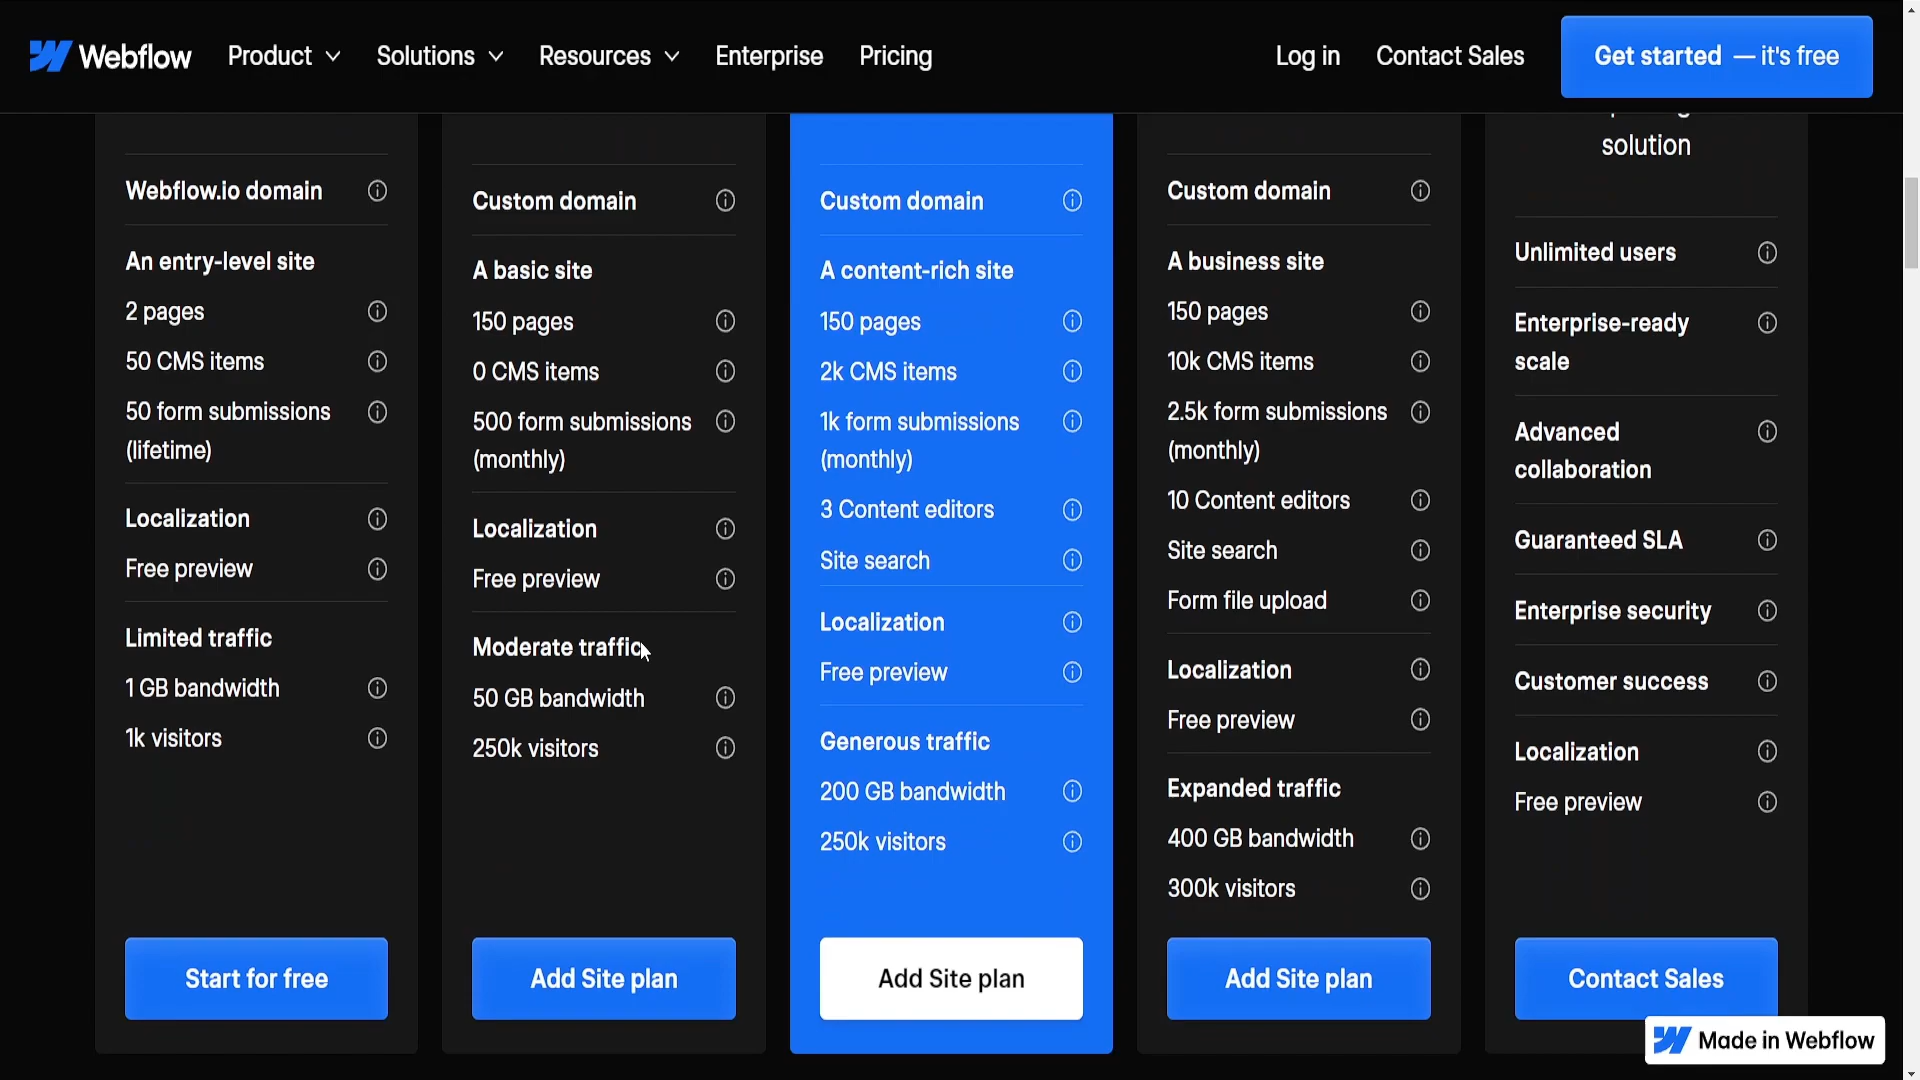 Webflow
Product
Solutions
Resources
Enterprise
Pricing
Log in
Contact Sales
Get started — it's free
Webflow.io domain
An entry-level site
2 pages
50 CMS items
50 form submissions
(lifetime)
Localization
Free preview
Limited traffic
1 GB bandwidth
1k visitors
Start for free
Custom domain
A basic site
150 pages
0 CMS items
500 form submissions
(monthly)
Localization
Free preview
Moderate traffic
50 GB bandwidth
250k visitors
Add Site plan
Custom domain
A content-rich site
150 pages
2k CMS items
1k form submissions
(monthly)
3 Content editors
Site search
Localization
Free preview
Generous traffic
200 GB bandwidth
250k visitors
Add Site plan
Custom domain
A business site
150 pages
10k CMS items
2.5k form submissions
(monthly)
10 Content editors
Site search
Form file upload
Localization
Free preview
Expanded traffic
400 GB bandwidth
300k visitors
Add Site plan
solution
Unlimited users
Enterprise-ready
scale
Advanced
collaboration
Guaranteed SLA
Enterprise security
Customer success
Localization
Free preview
Contact Sales
Made in Webflow